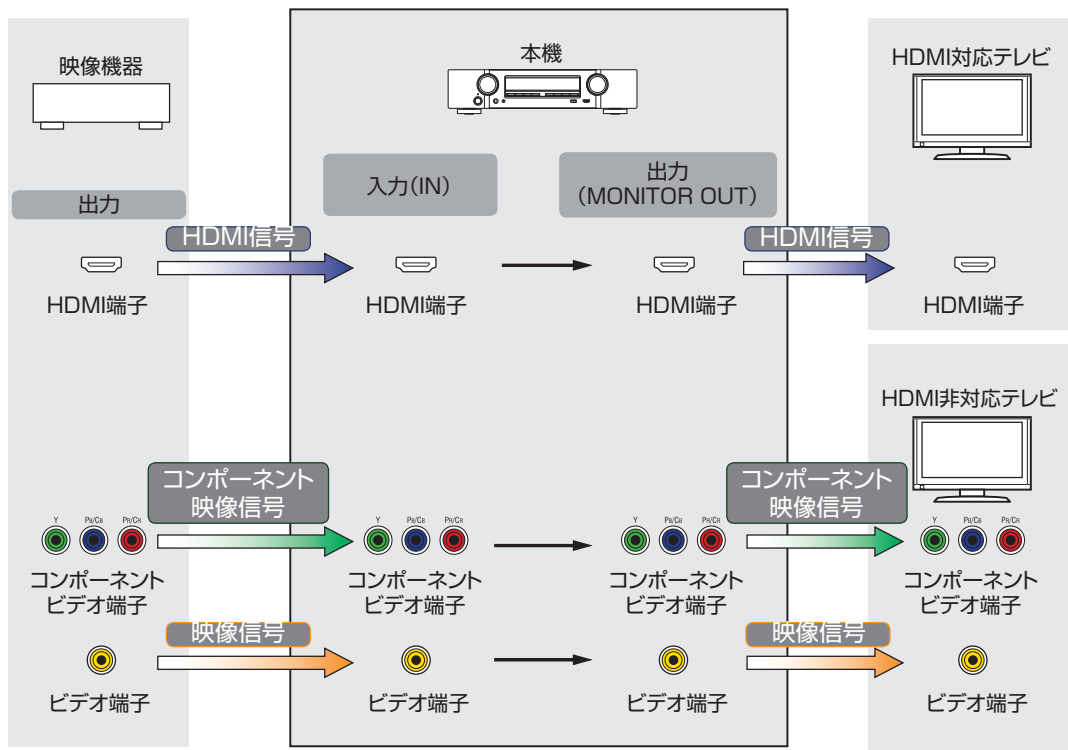 映像機器
本機
HDMI対応テレビ
出力
入力(IN)
出力
(MONITOR OUT)
HDMI信号
HDMI信号
HDMI端子
HDMI端子
HDMI端子
HDMI端子
HDMI非対応テレビ
コンポーネント
映像信号
コンポーネント
映像信号
Y PB/CB PR/CR
Y PB/CB PR/CR
Y PB/CB PR/CR
Y PB/CB PR/CR
コンポーネント
ビデオ端子
コンポーネント
ビデオ端子
コンポーネント
ビデオ端子
コンポーネント
ビデオ端子
映像信号
映像信号
ビデオ端子
ビデオ端子
ビデオ端子
ビデオ端子